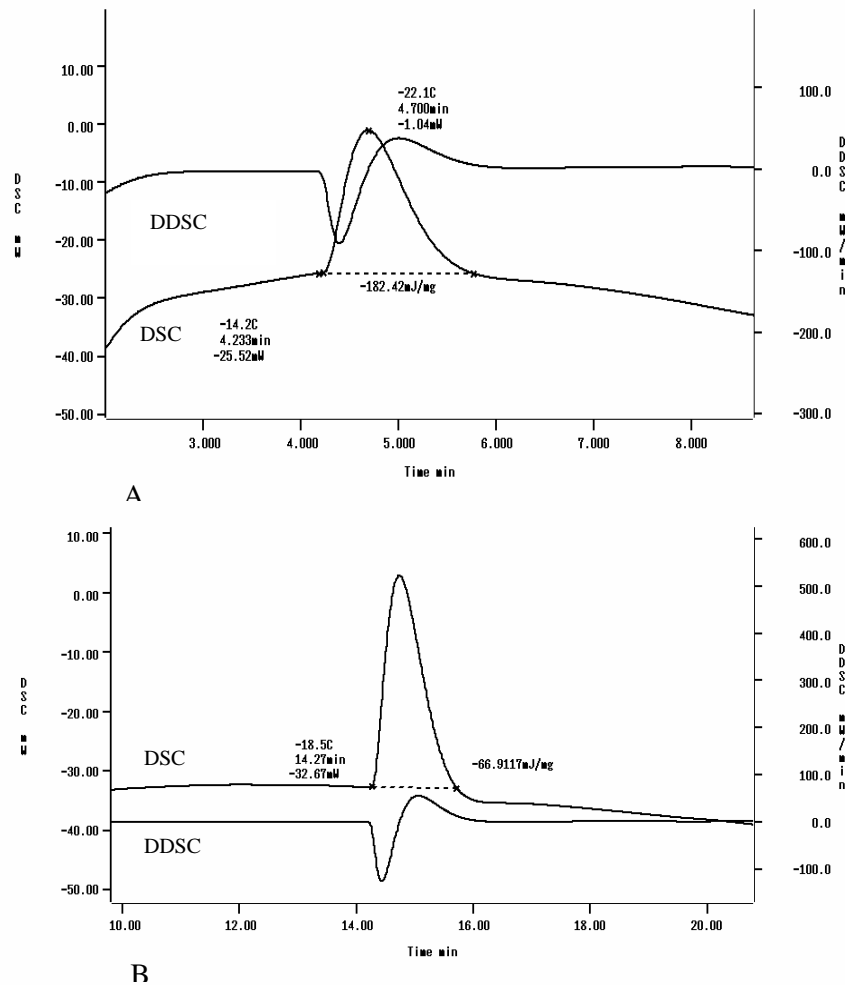 10.00
0.00
-10.00
-20.00
-30.00
-40.00
-50.00
DSC mW
-22.1C
4.700min
-1.04mW
DDSC
-182.42mJ/mg
DSC
-14.2C
4.233min
-25.52mW
100.0
0.0
-100.0
-200.0
-300.0
DDSC mW/min
3.000 4.000 5.000 6.000 7.000 8.000
Time min
A
10.00
0.00
-10.00
-20.00
-30.00
-40.00
-50.00
DSC mW
DSC
-18.5C
14.27min
-32.67mW
-66.9117mJ/mg
DDSC
600.0
500.0
400.0
300.0
200.0
100.0
0.0
-100.0
DDSC mW/min
10.00 12.00 14.00 16.00 18.00 20.00
Time min
B